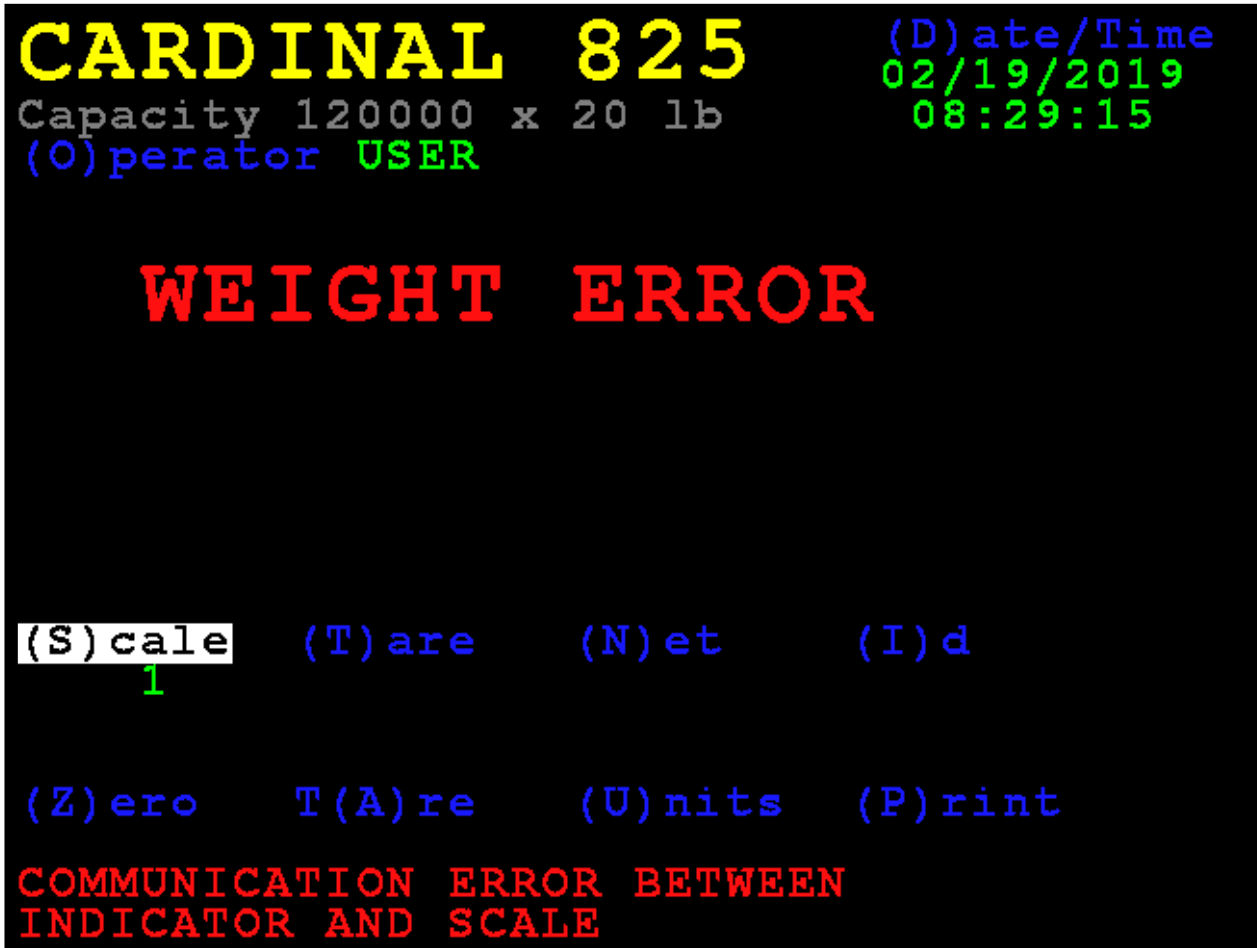 CARDINAL 825
(D)ate/Time
02/19/2019
Capacity 120000 x 20 lb
08:29:15
(O)perator USER
WEIGHT ERROR
(S)cale (T)are (N)et (I)d
1
(Z)ero T(A)re (U)nits (P)rint
COMMUNICATION ERROR BETWEEN
INDICATOR AND SCALE